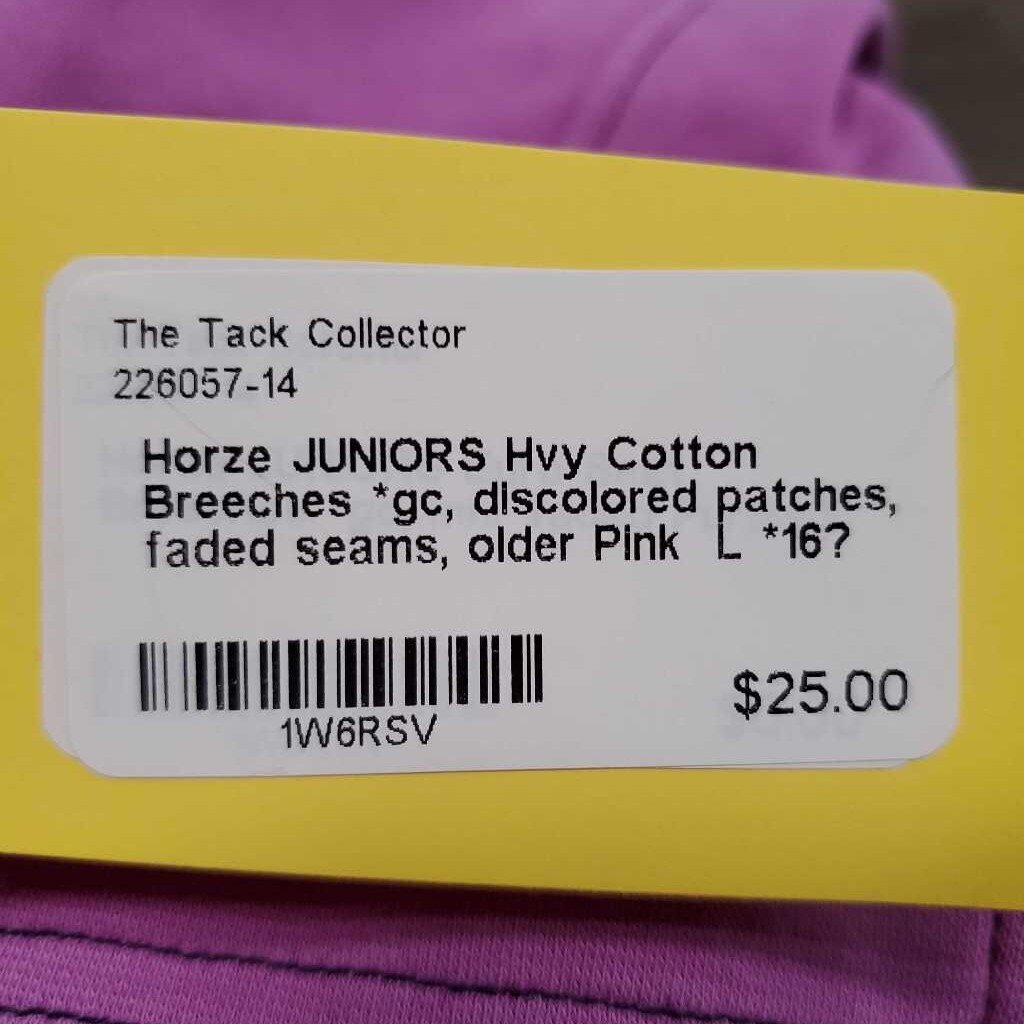 The Tack Collector
226057-14
Horze JUNIORS Hvy Cotton
Breeches *gc, discolored patches,
faded seams, older Pink L *16?
1W6RSV
$25.00